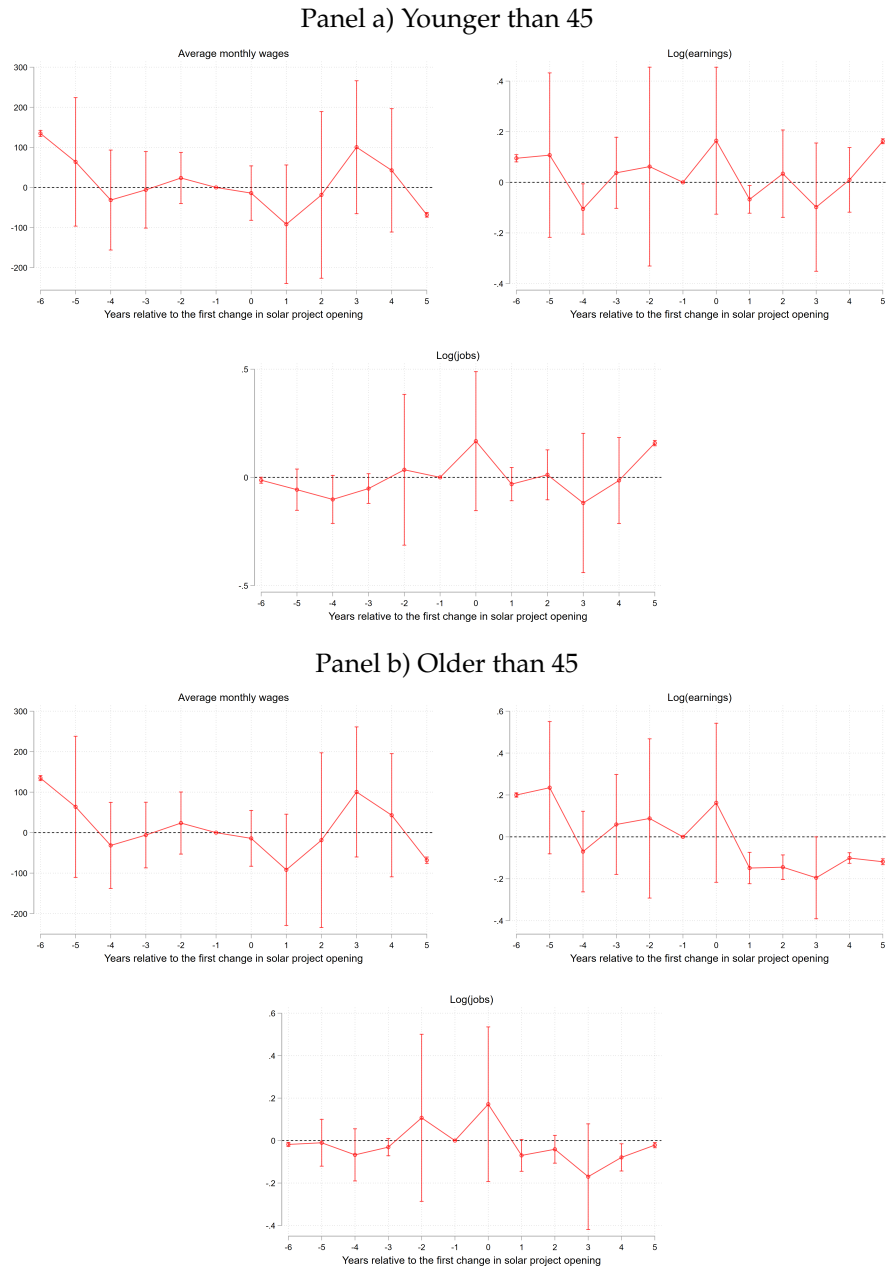 Panel a) Younger than 45
Average monthly wages
300
200
100
0
-100
-200
-6 -5 -4 -3 -2 -1 0 1 2 3 4 5
Years relative to the first change in solar project opening
Log(earnings)
.4
.2
0
-.2
-.4
-6 -5 -4 -3 -2 -1 0 1 2 3 4 5
Years relative to the first change in solar project opening
Log(jobs)
.5
0
-.5
-6 -5 -4 -3 -2 -1 0 1 2 3 4 5
Years relative to the first change in solar project opening
Panel b) Older than 45
Average monthly wages
300
200
100
0
-100
-200
-6 -5 -4 -3 -2 -1 0 1 2 3 4 5
Years relative to the first change in solar project opening
Log(earnings)
.6
.4
.2
0
-.2
-.4
-6 -5 -4 -3 -2 -1 0 1 2 3 4 5
Years relative to the first change in solar project opening
Log(jobs)
.6
.4
.2
0
-.2
-.4
-6 -5 -4 -3 -2 -1 0 1 2 3 4 5
Years relative to the first change in solar project opening